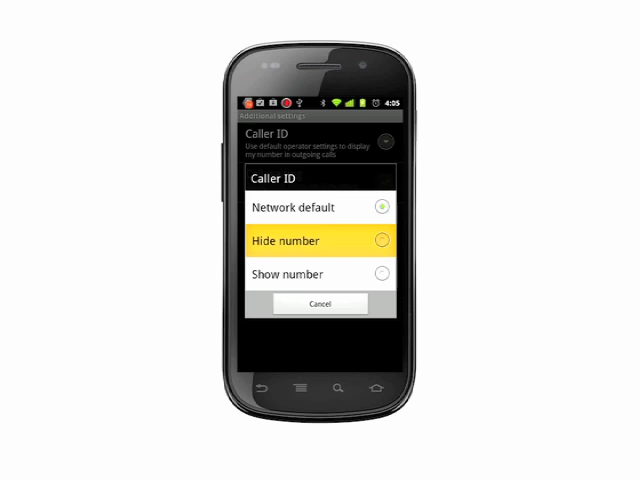 4:05
Additional settings
Caller ID
Use default operator settings to display
my number in outgoing calls
Caller ID
Network default
Hide number
Show number
Cancel